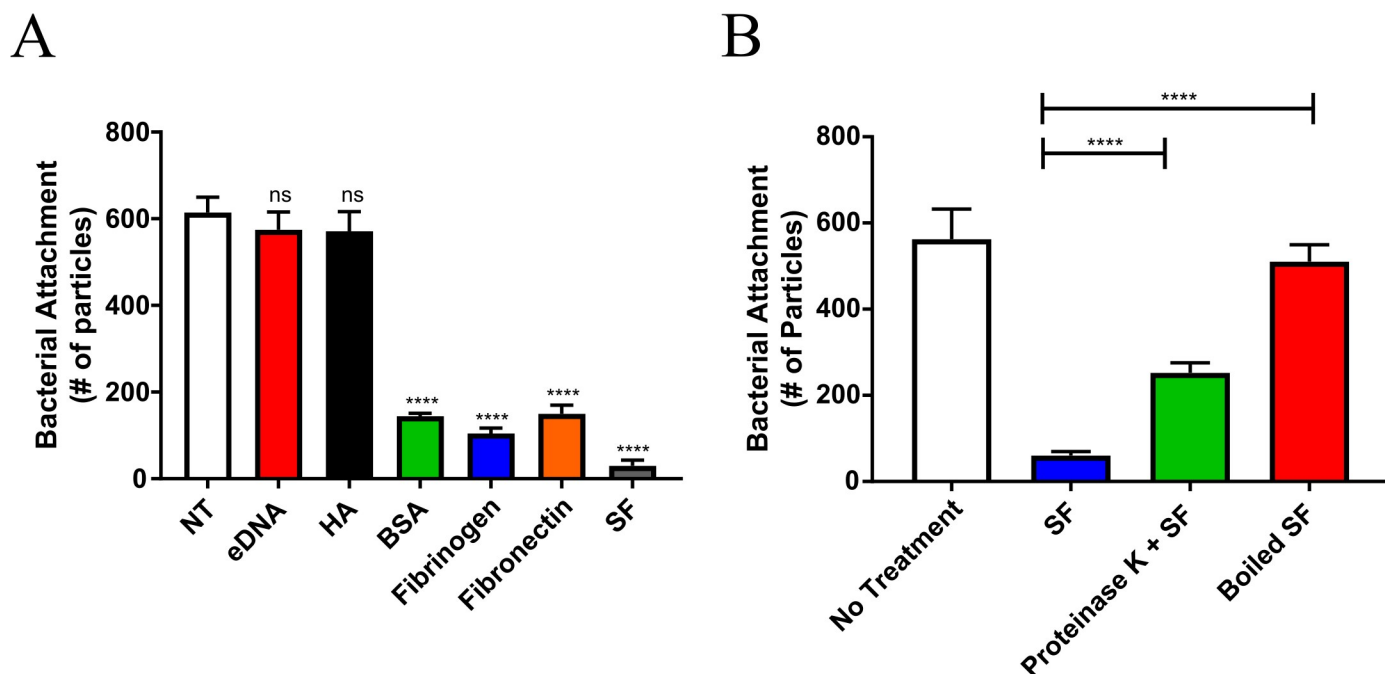 A
Bacterial Attachment
(# of particles)
800
600
400
200
0
ns
ns
****
****
****
****
NT
eDNA
HA
BSA
Fibrinogen
Fibronectin
SF
B
Bacterial Attachment
(# of Particles)
800
600
400
200
0
****
****
No Treatment
SF
Proteinase K + SF
Boiled SF